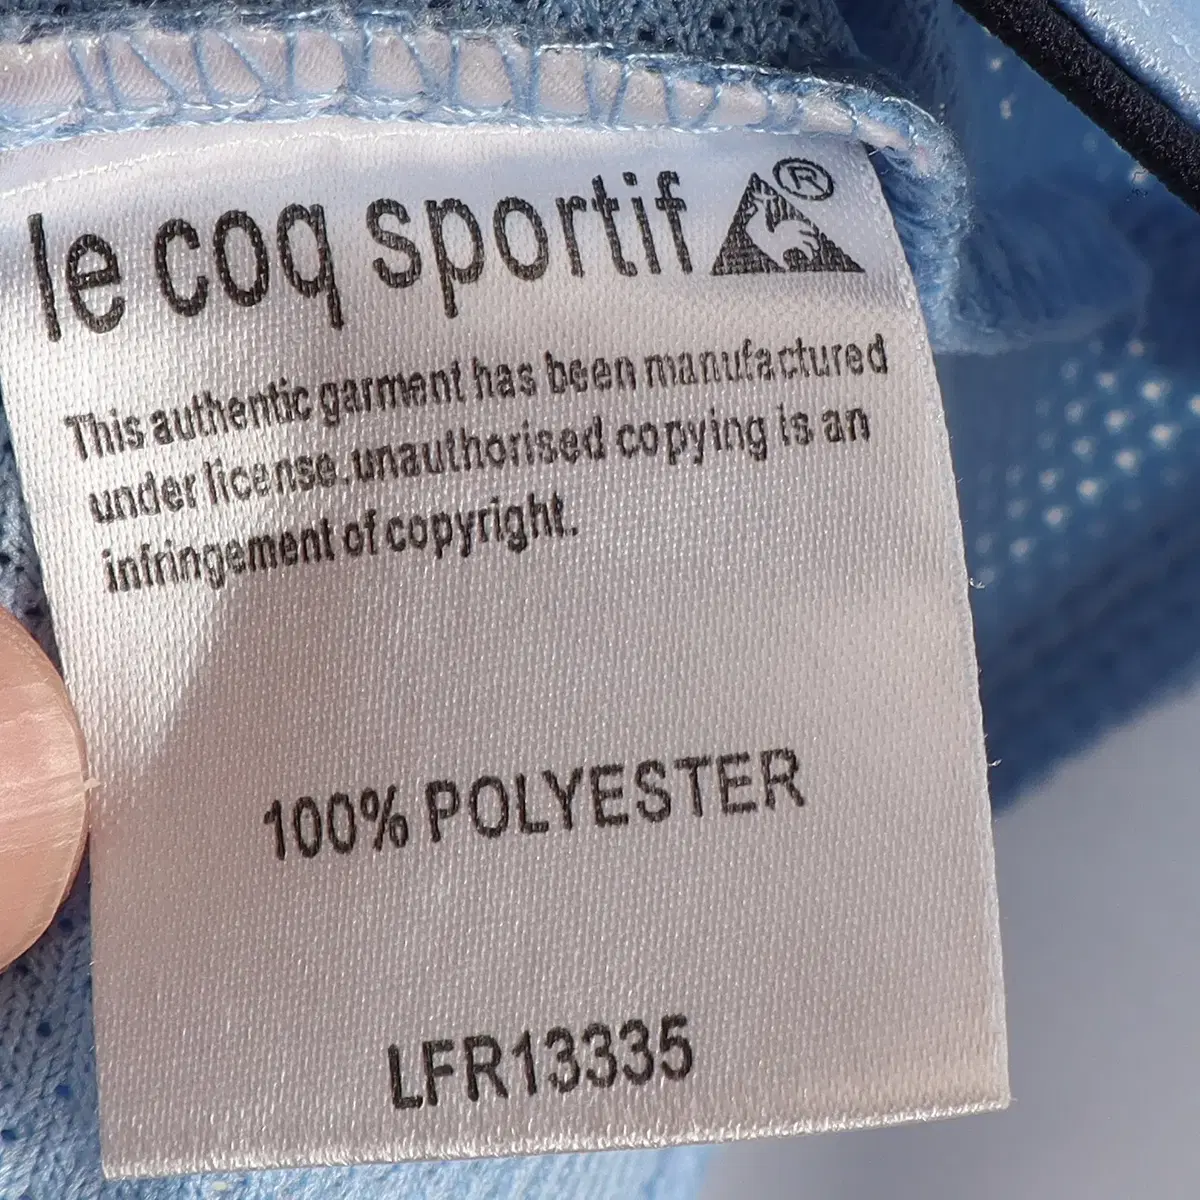 le coq sportif ®
This authentic garment has been manufactured
under license. unauthorised copying is an
infringement of copyright.
100% POLYESTER
LFR13335